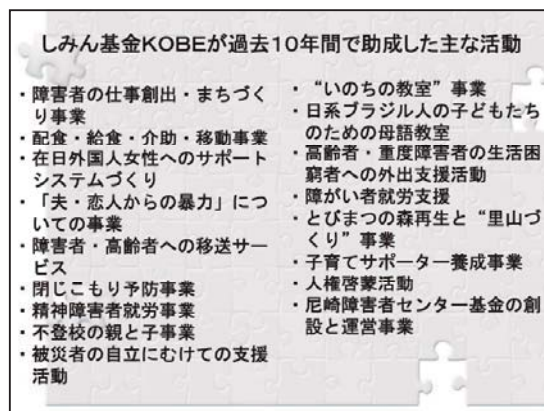 しみん基金KOBEが過去10年間で助成した主な活動
・障害者の仕事創出・まちづく
り事業
・配食・給食・介助・移動事業
・在日外国人女性へのサポート
システムづくり
・「夫・恋人からの暴力」につ
いての事業
・障害者・高齢者への移送サー
ビス
・閉じこもり予防事業
・精神障害者就労事業
・不登校の親と子事業
・被災者の自立にむけての支援
活動
・“いのちの教室”事業
・日系ブラジル人の子どもたち
のための母語教室
・高齢者・重度障害者の生活困
窮者への外出支援活動
・障がい者就労支援
・とびまつの森再生と“里山づ
くり”事業
・子育てサポーター養成事業
・人権啓蒙活動
・尼崎障害者センター基金の創
設と運営事業